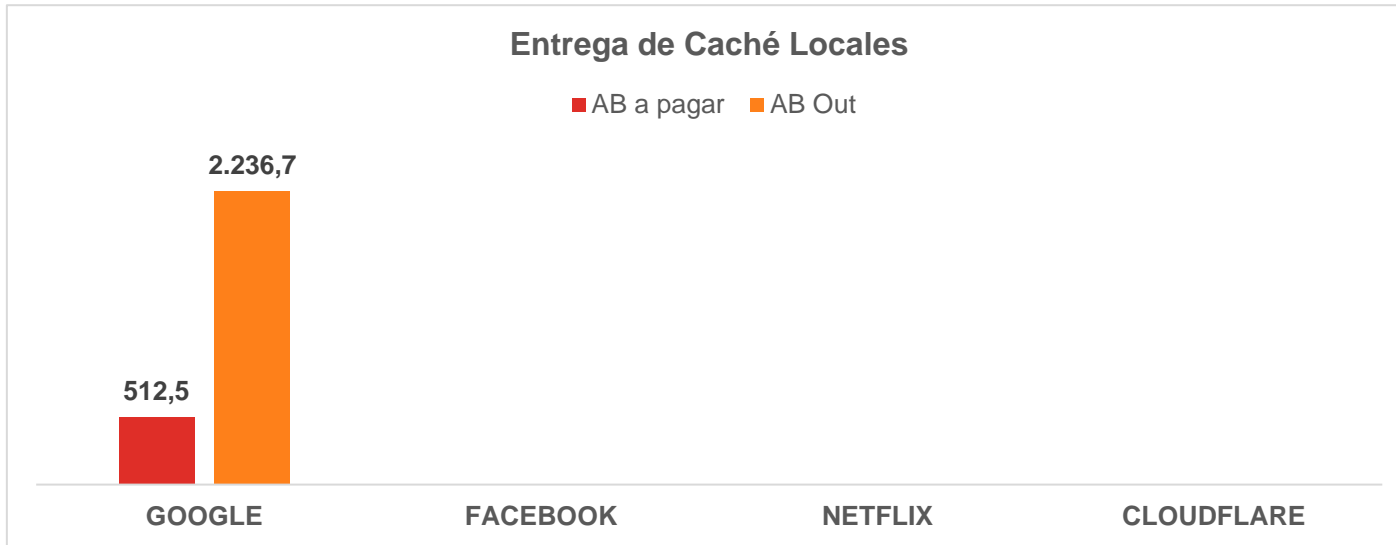 Entrega de Caché Locales
AB a pagar AB Out
2.236,7
512,5
GOOGLE FACEBOOK NETFLIX CLOUDFLARE